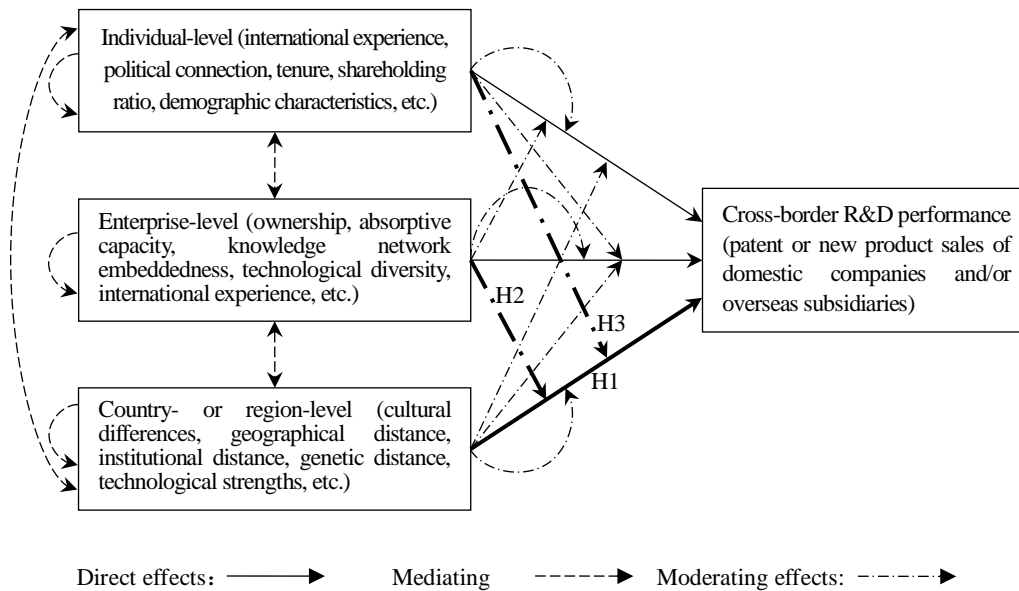 Individual-level (international experience,
political connection, tenure, shareholding
ratio, demographic characteristics, etc.)
Enterprise-level (ownership, absorptive
capacity, knowledge network
embeddedness, technological diversity,
international experience, etc.)
Cross-border R&D performance
(patent or new product sales of
domestic companies and/or
overseas subsidiaries)
H2
H3
H1
Country- or region-level (cultural
differences, geographical distance,
institutional distance, genetic distance,
technological strengths, etc.)
Direct effects： Mediating Moderating effects: